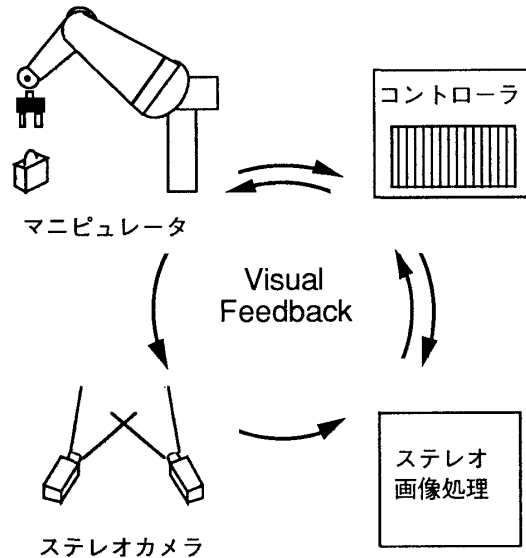 コントローラ
マニピュレータ
Visual
Feedback
ステレオ
画像処理
ステレオカメラ